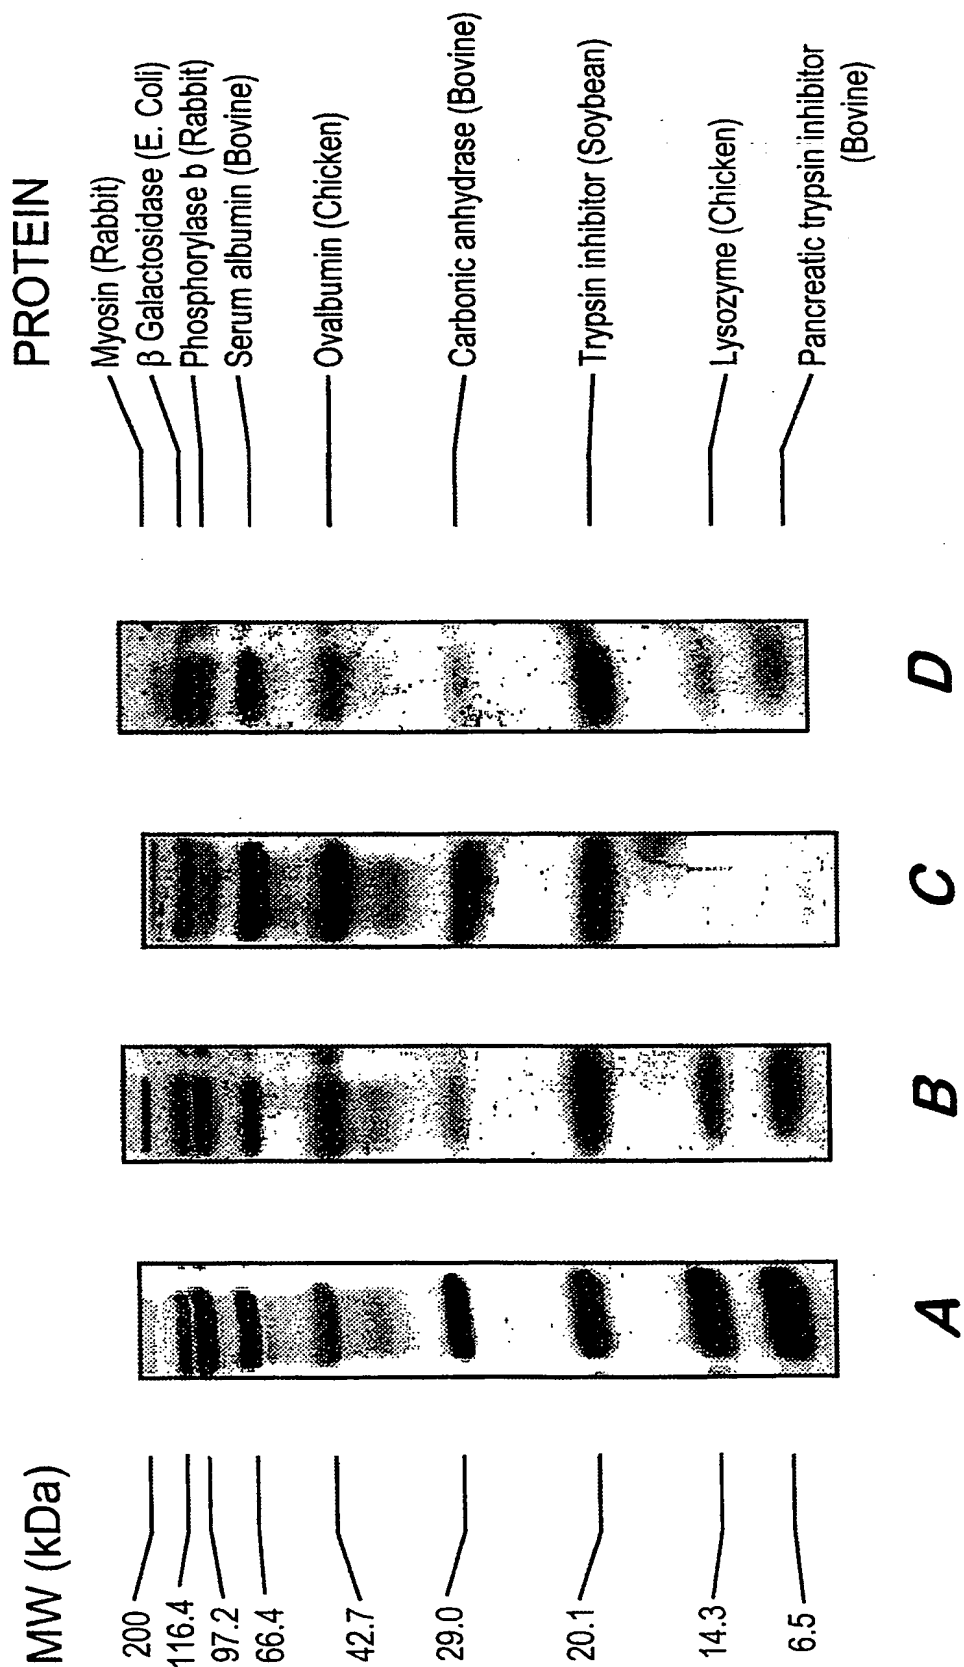 MW (kDa)
200
116.4
97.2
66.4
42.7
29.0
20.1
14.3
6.5
A
B
C
D
PROTEIN
Myosin (Rabbit)
β Galactosidase (E. Coli)
Phosphorylase b (Rabbit)
Serum albumin (Bovine)
Ovalbumin (Chicken)
Carbonic anhydrase (Bovine)
Trypsin inhibitor (Soybean)
Lysozyme (Chicken)
Pancreatic trypsin inhibitor
(Bovine)